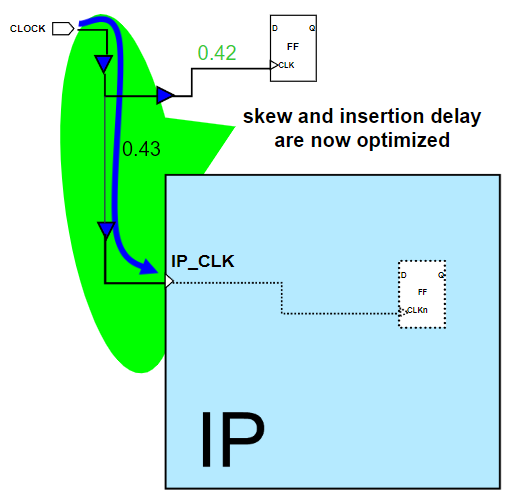 CLOCK
D Q
FF
CLK
0.42
skew and insertion delay
are now optimized
0.43
IP_CLK
D Q
FF
CLKn
IP